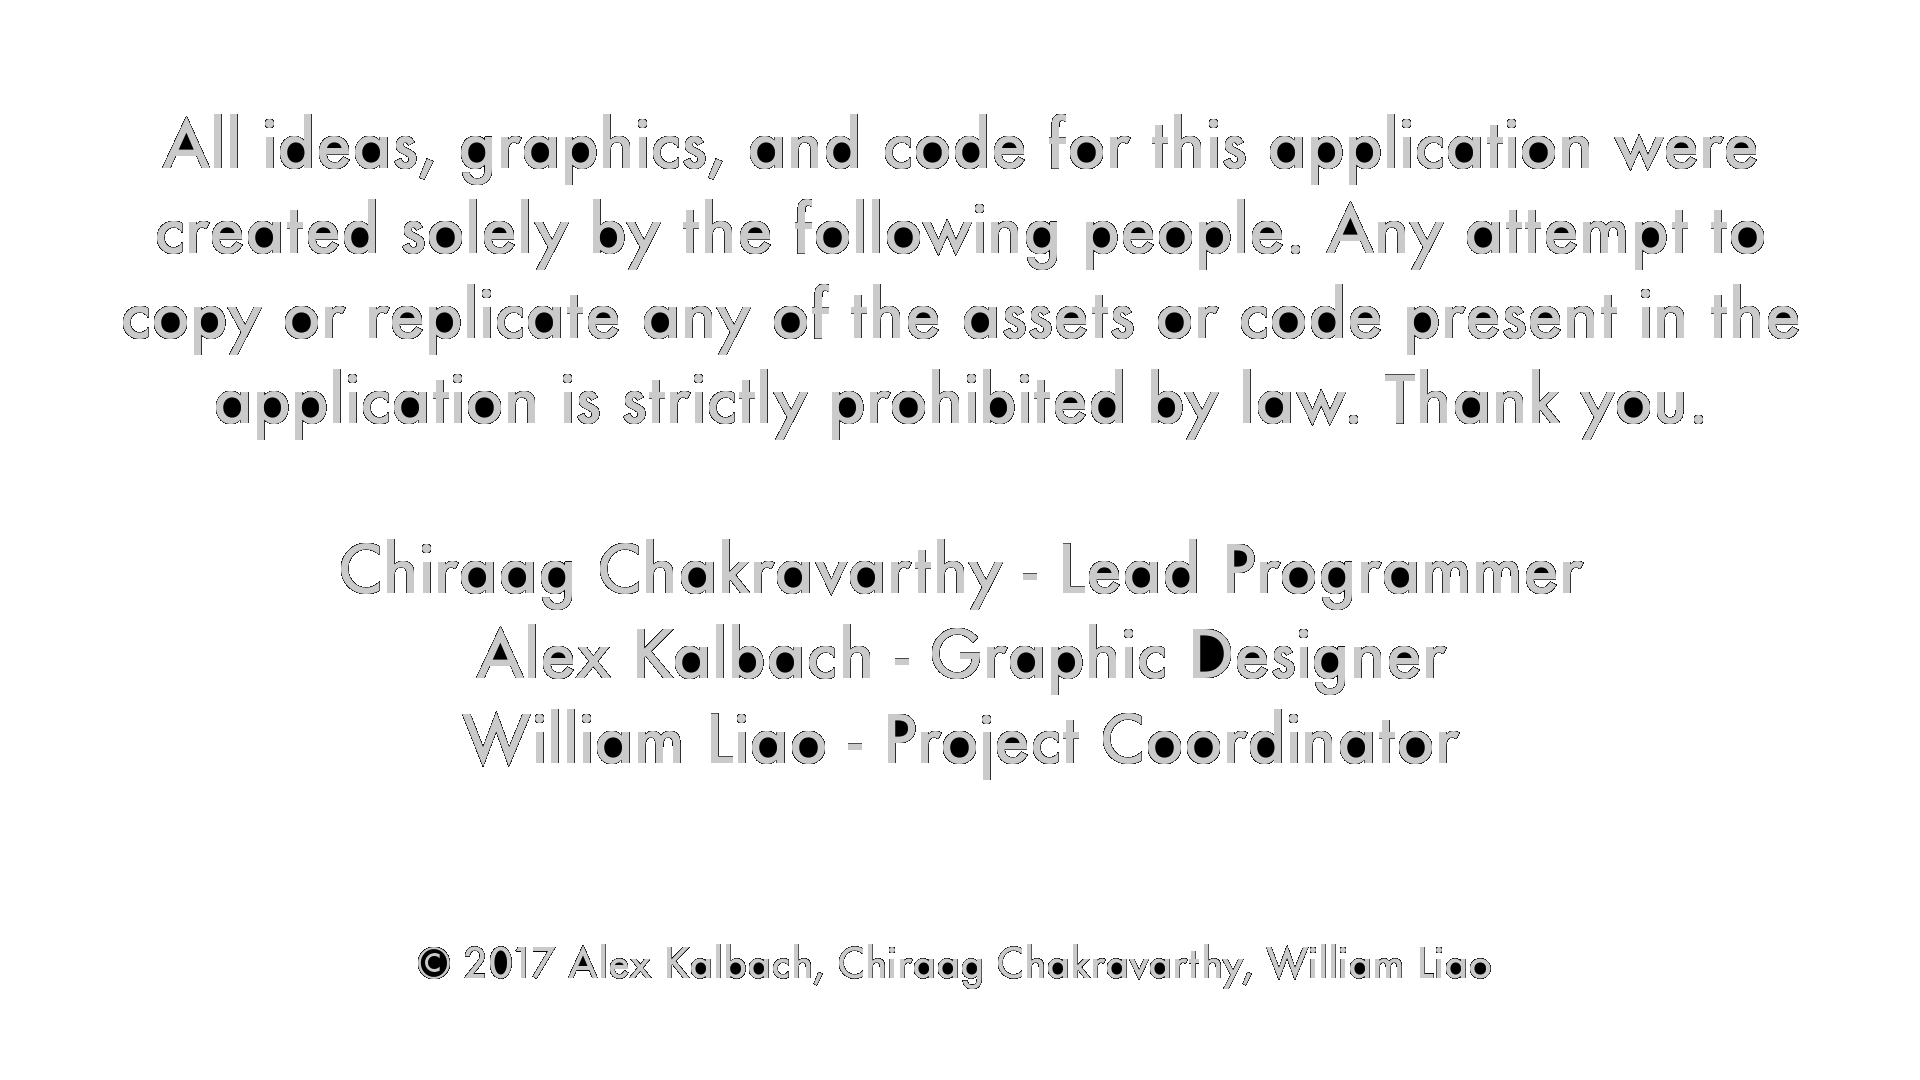 All ideas, graphics, and code for this application were
created solely by the following people. Any attempt to
copy or replicate any of the assets or code present in the
application is strictly prohibited by law. Thank you.
Chiraag Chakravarthy - Lead Programmer
Alex Kalbach - Graphic Designer
William Liao - Project Coordinator
© 2017 Alex Kalbach, Chiraag Chakravarthy, William Liao